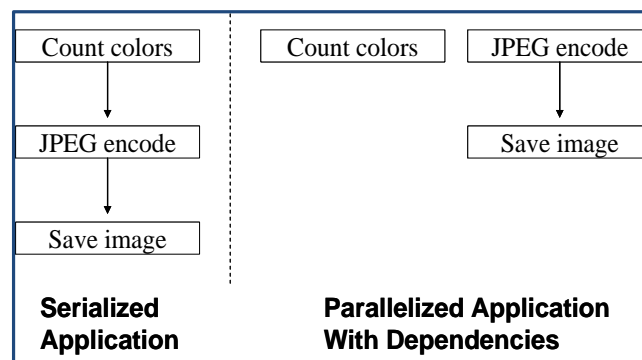 Count colors
JPEG encode
Save image
Serialized
Application
Count colors
JPEG encode
Save image
Parallelized Application
With Dependencies